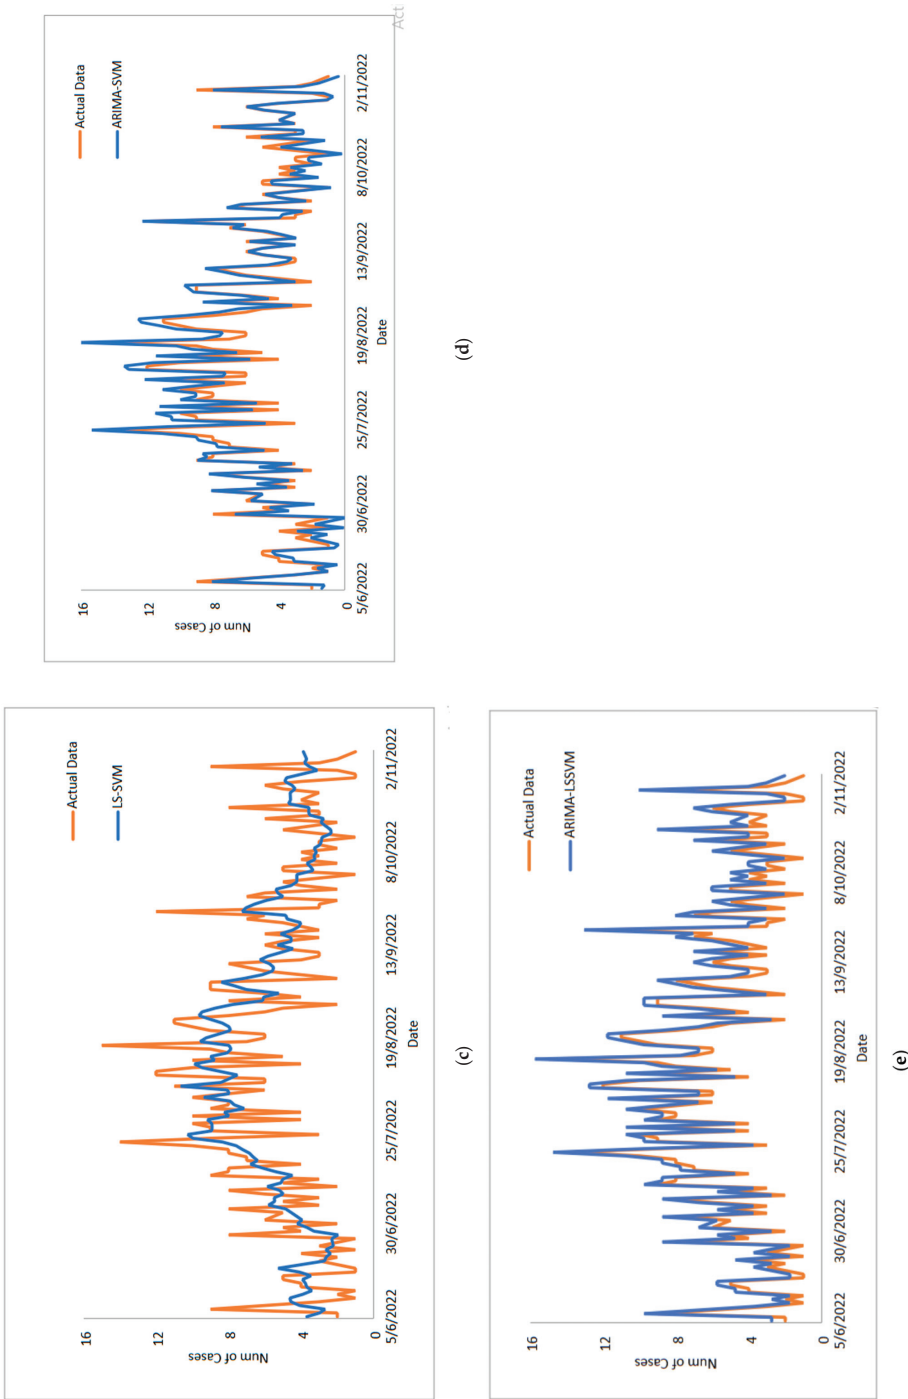 Actual Data
LS-SVM
16
12
8
4
0
Num of Cases
5/6/2022
30/6/2022
25/7/2022
19/8/2022
13/9/2022
8/10/2022
2/11/2022
Date
(c)
Actual Data
ARIMA-SVM
16
12
8
4
0
Num of Cases
5/6/2022
30/6/2022
25/7/2022
19/8/2022
13/9/2022
8/10/2022
2/11/2022
Date
Act
(d)
Actual Data
ARIMA-LSSVM
16
12
8
4
0
Num of Cases
5/6/2022
30/6/2022
25/7/2022
19/8/2022
13/9/2022
8/10/2022
2/11/2022
Date
(e)